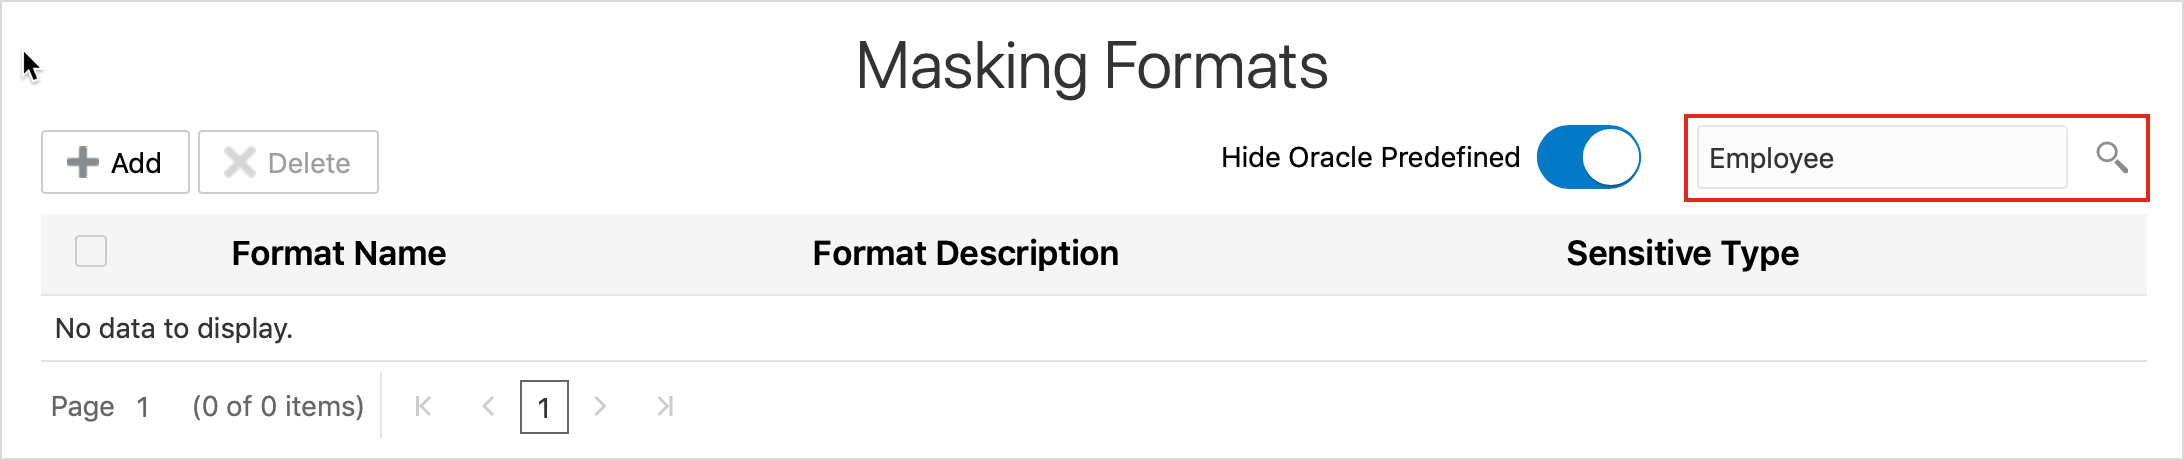 Masking Formats
Add Delete Hide Oracle Predefined Employee
Format Name Format Description Sensitive Type
No data to display.
Page 1 (0 of 0 items) 1